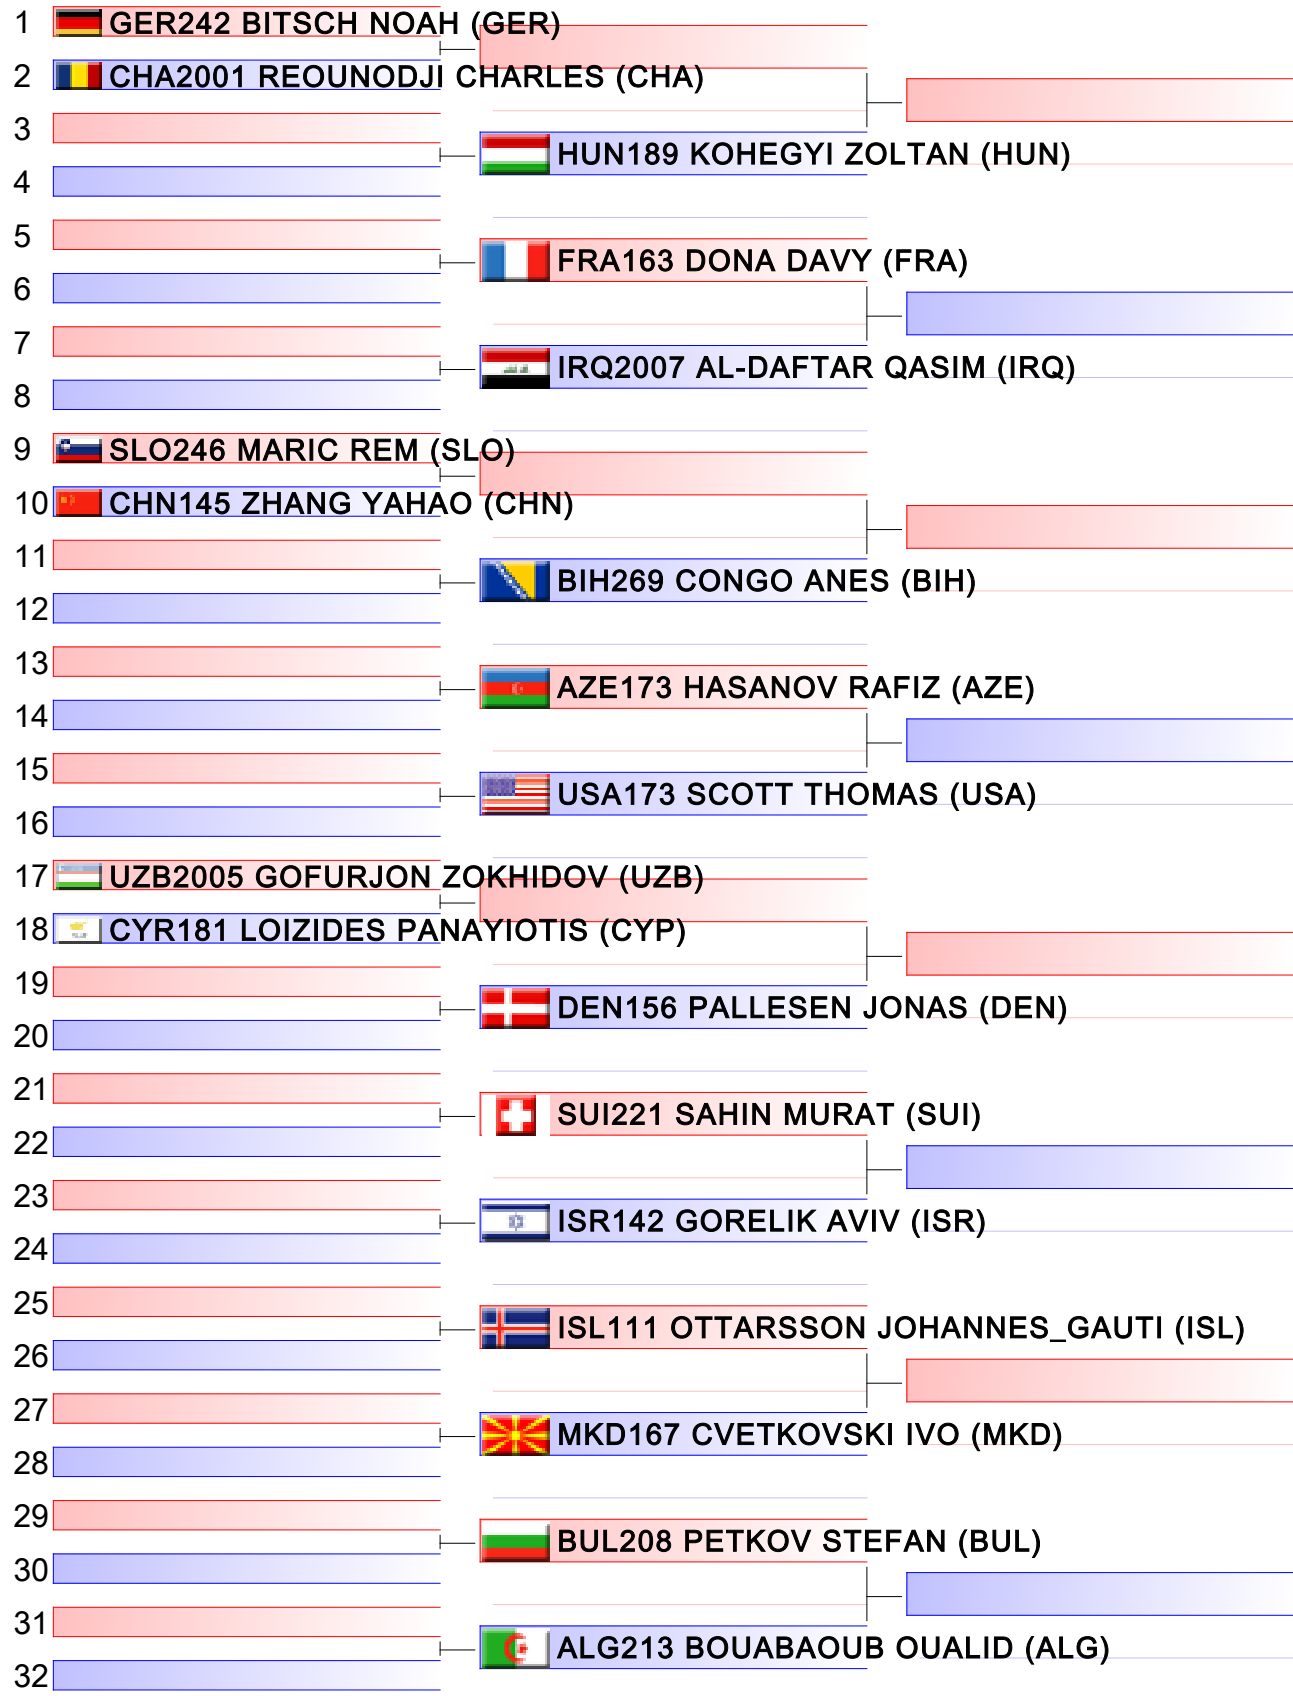 1 GER242 BITSCH NOAH (GER)
2 CHA2001 REOUNODJI CHARLES (CHA)
3
HUN189 KOHEGYI ZOLTAN (HUN)
4
5
FRA163 DONA DAVY (FRA)
6
7
IRQ2007 AL-DAFTAR QASIM (IRQ)
8
9 SLO246 MARIC REM (SLO)
10 CHN145 ZHANG YAHAO (CHN)
11
BIH269 CONGO ANES (BIH)
12
13
AZE173 HASANOV RAFIZ (AZE)
14
15
USA173 SCOTT THOMAS (USA)
16
17 UZB2005 GOFURJON ZOKHIDOV (UZB)
18 CYR181 LOIZIDES PANAYIOTIS (CYP)
19
DEN156 PALLESEN JONAS (DEN)
20
21
SUI221 SAHIN MURAT (SUI)
22
23
ISR142 GORELIK AVIV (ISR)
24
25
ISL111 OTTARSSON JOHANNES_GAUTI (ISL)
26
27
MKD167 CVETKOVSKI IVO (MKD)
28
29
BUL208 PETKOV STEFAN (BUL)
30
31
ALG213 BOUABAOUB OUALID (ALG)
32